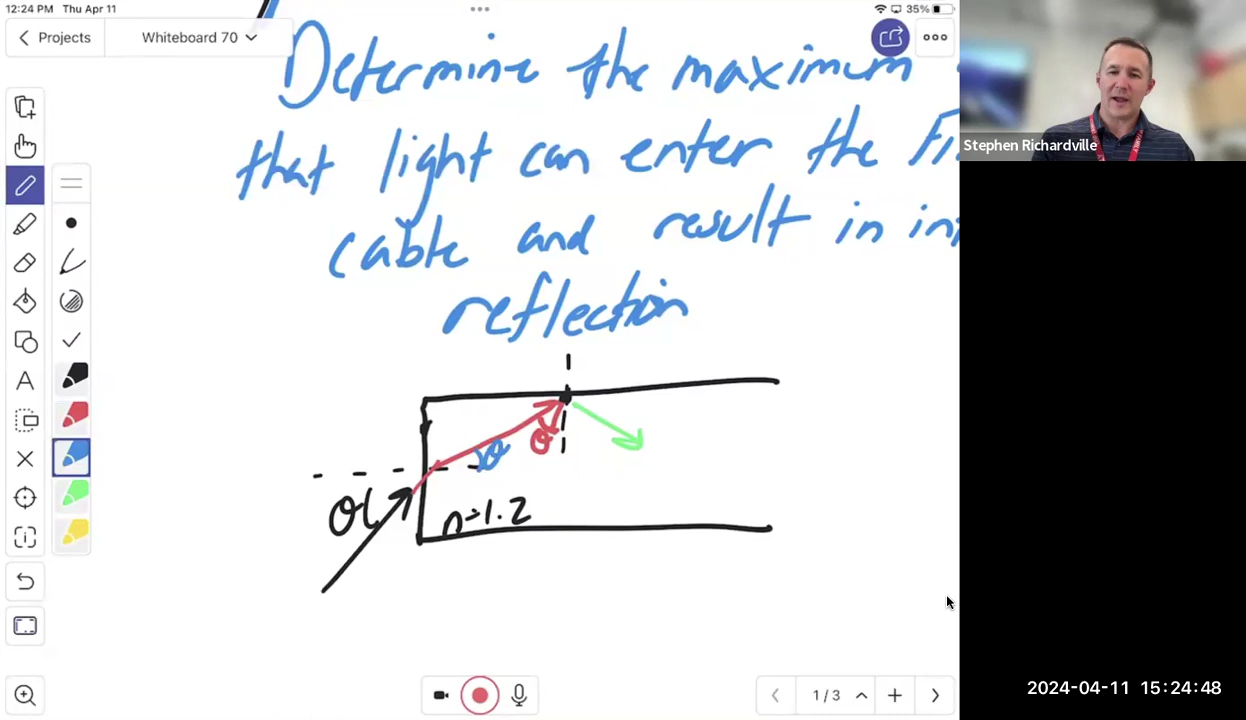 12:24 PM Thu Apr 11
35%
Projects
Whiteboard 70
Determine the maximum
that light can enter the
cable and result in
reflection
θ
θ
θ
n=1.2
A
1 / 3
Stephen Richardville
2024-04-11 15:24:48